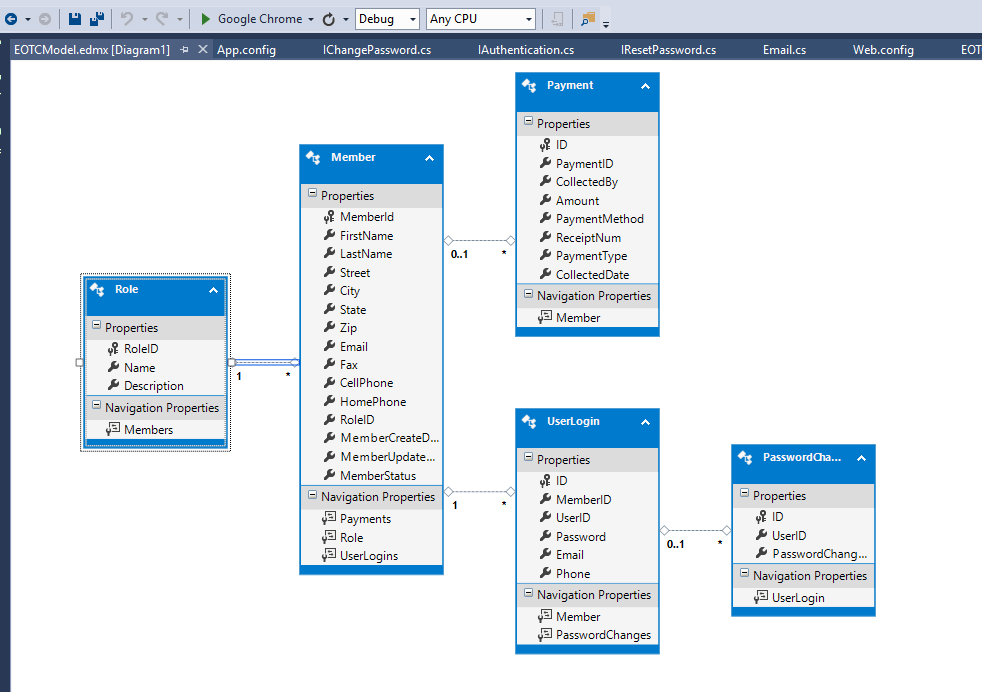 Google Chrome
Debug
Any CPU
EOTCModel.edmx [Diagram1]
App.config
IChangePassword.cs
IAuthentication.cs
IResetPassword.cs
Email.cs
Web.config
EOT
Role
Properties
RoleID
Name
Description
Navigation Properties
Members
1
*
Member
Properties
MemberId
FirstName
LastName
Street
City
State
Zip
Email
Fax
CellPhone
HomePhone
RoleID
MemberCreateD...
MemberUpdate...
MemberStatus
Navigation Properties
Payments
Role
UserLogins
0..1
*
1
*
Payment
Properties
ID
PaymentID
CollectedBy
Amount
PaymentMethod
ReceiptNum
PaymentType
CollectedDate
Navigation Properties
Member
UserLogin
Properties
ID
MemberID
UserID
Password
Email
Phone
Navigation Properties
Member
PasswordChanges
0..1
*
PasswordCha...
Properties
ID
UserID
PasswordChang...
Navigation Properties
UserLogin